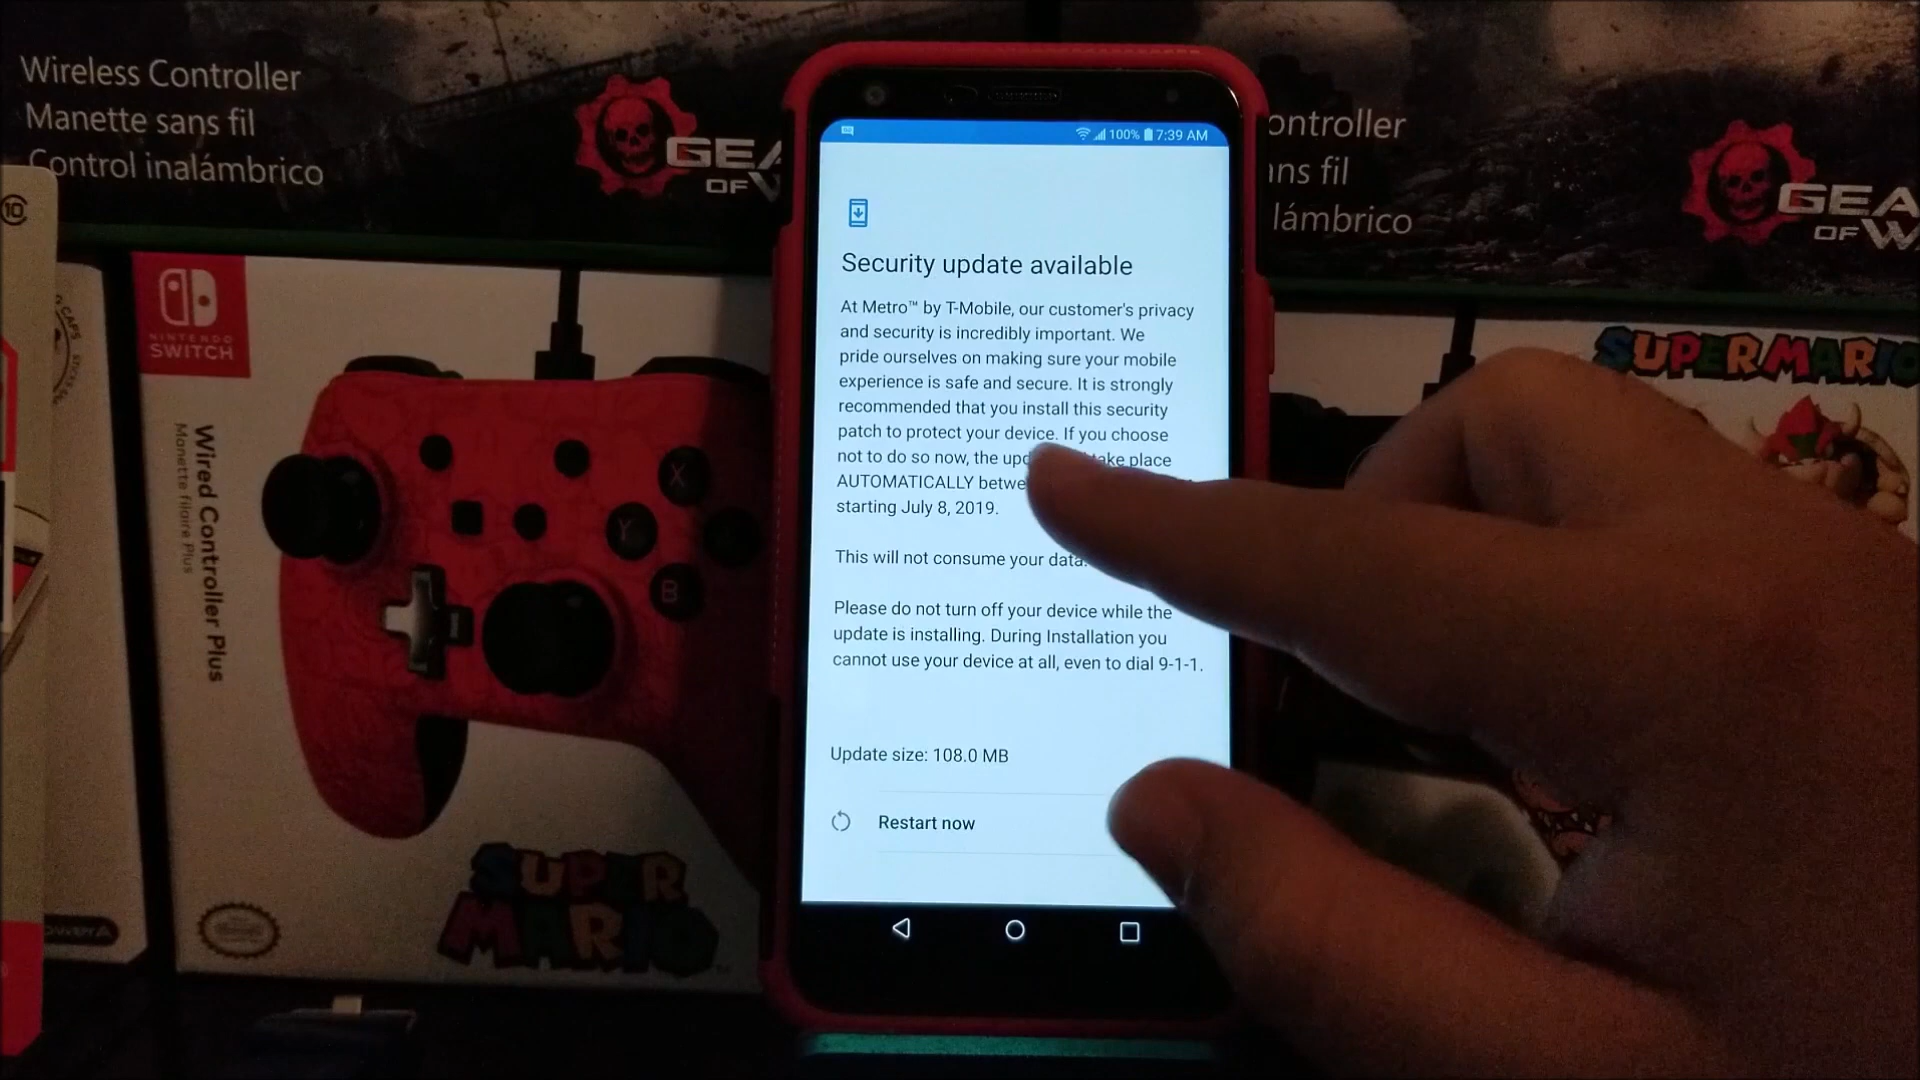 Wireless Controller
Manette sans fil
Control inalámbrico
GEA
OF W
ontroller
ans fil
lámbrico
GEA
OF WA
10
NINTENDO
SWITCH
Wired Controller Plus
Manette filaire Plus
X
Y
B
SUPER
MARIO
SUPER MARIO
100% 7:39 AM
Security update available
At Metro™ by T-Mobile, our customer's privacy
and security is incredibly important. We
pride ourselves on making sure your mobile
experience is safe and secure. It is strongly
recommended that you install this security
patch to protect your device. If you choose
not to do so now, the upd take place
AUTOMATICALLY betwe
starting July 8, 2019.
This will not consume your data.
Please do not turn off your device while the
update is installing. During Installation you
cannot use your device at all, even to dial 9-1-1.
Update size: 108.0 MB
Restart now